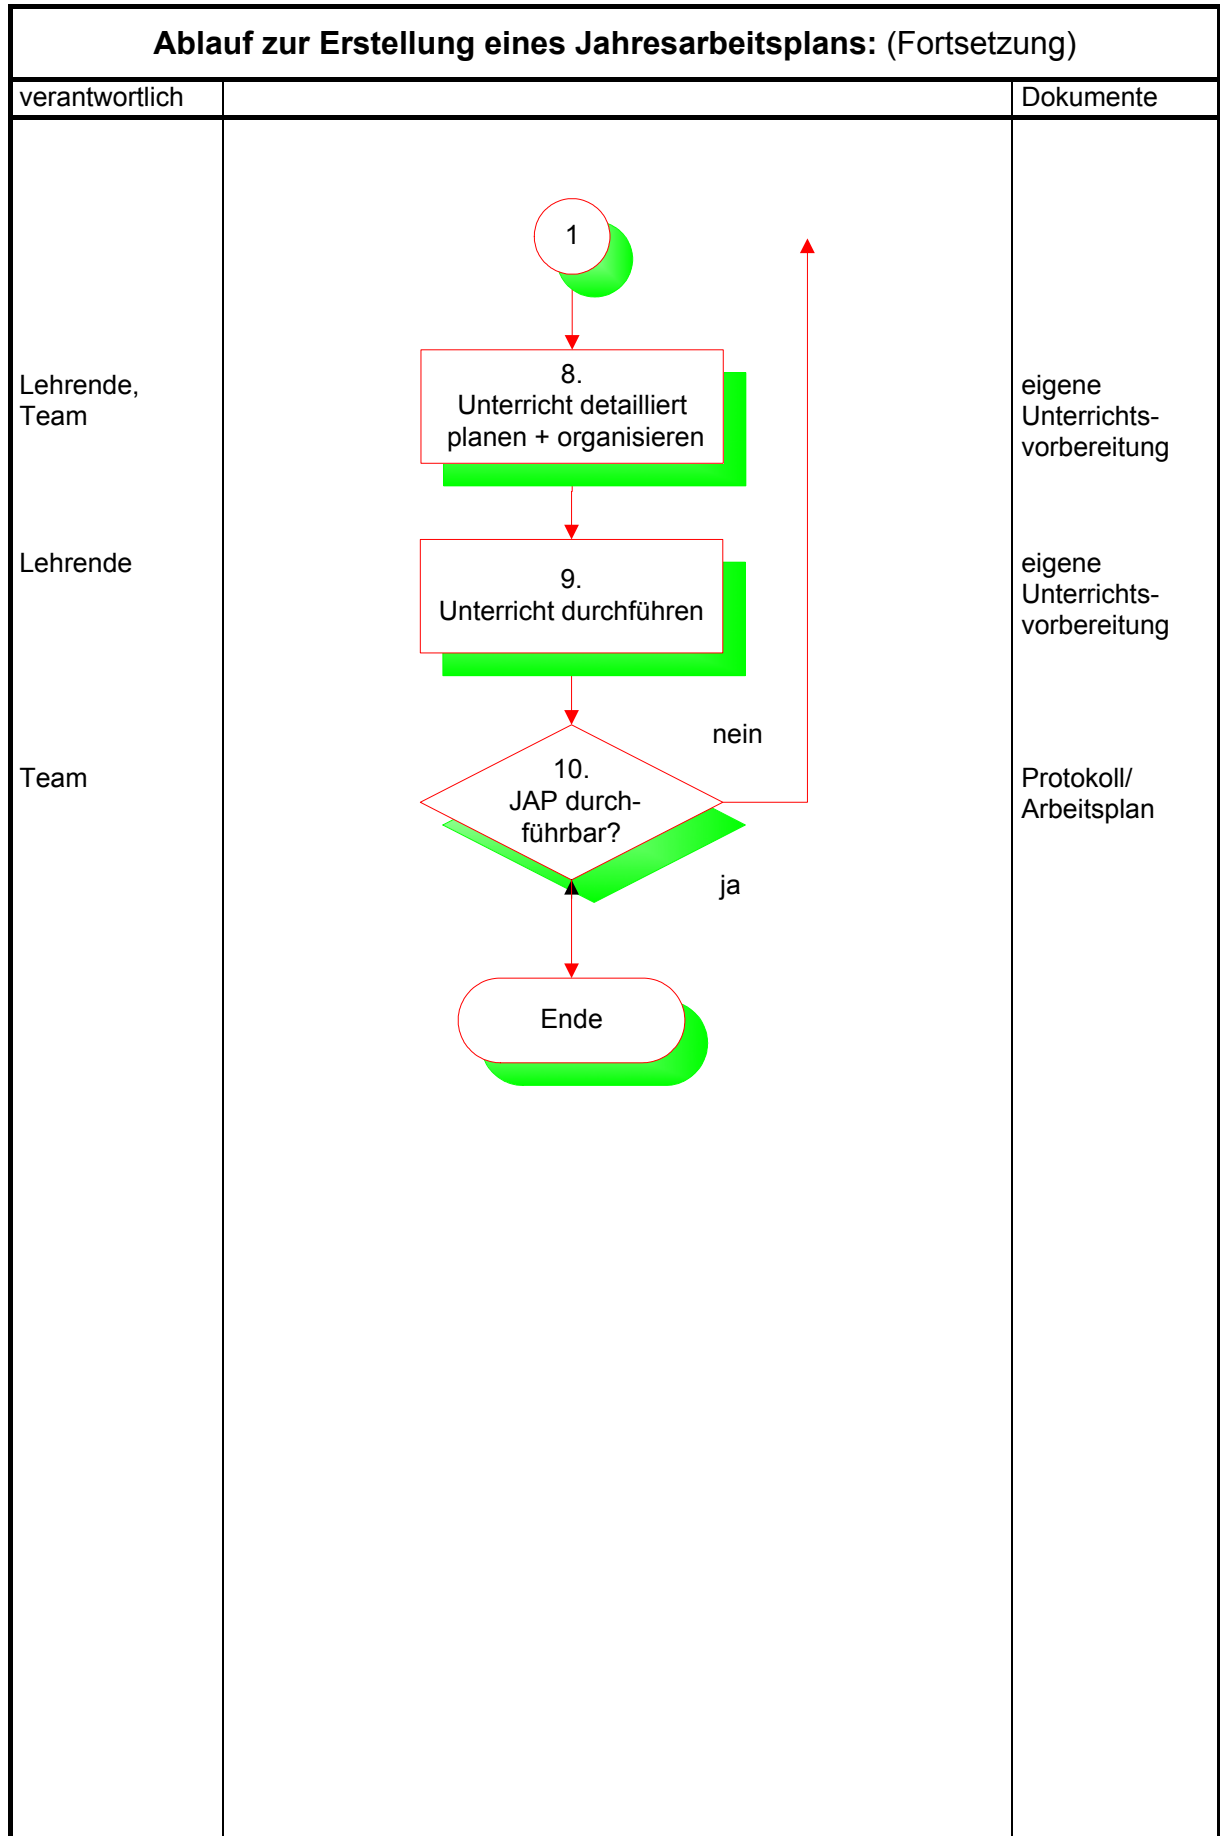 Ablauf zur Erstellung eines Jahresarbeitsplans: (Fortsetzung)
verantwortlich
Dokumente
1
Lehrende,
Team
8.
Unterricht detailliert
planen + organisieren
eigene
Unterrichts-
vorbereitung
Lehrende
9.
Unterricht durchführen
eigene
Unterrichts-
vorbereitung
nein
Team
10.
JAP durch-
führbar?
Protokoll/
Arbeitsplan
ja
Ende